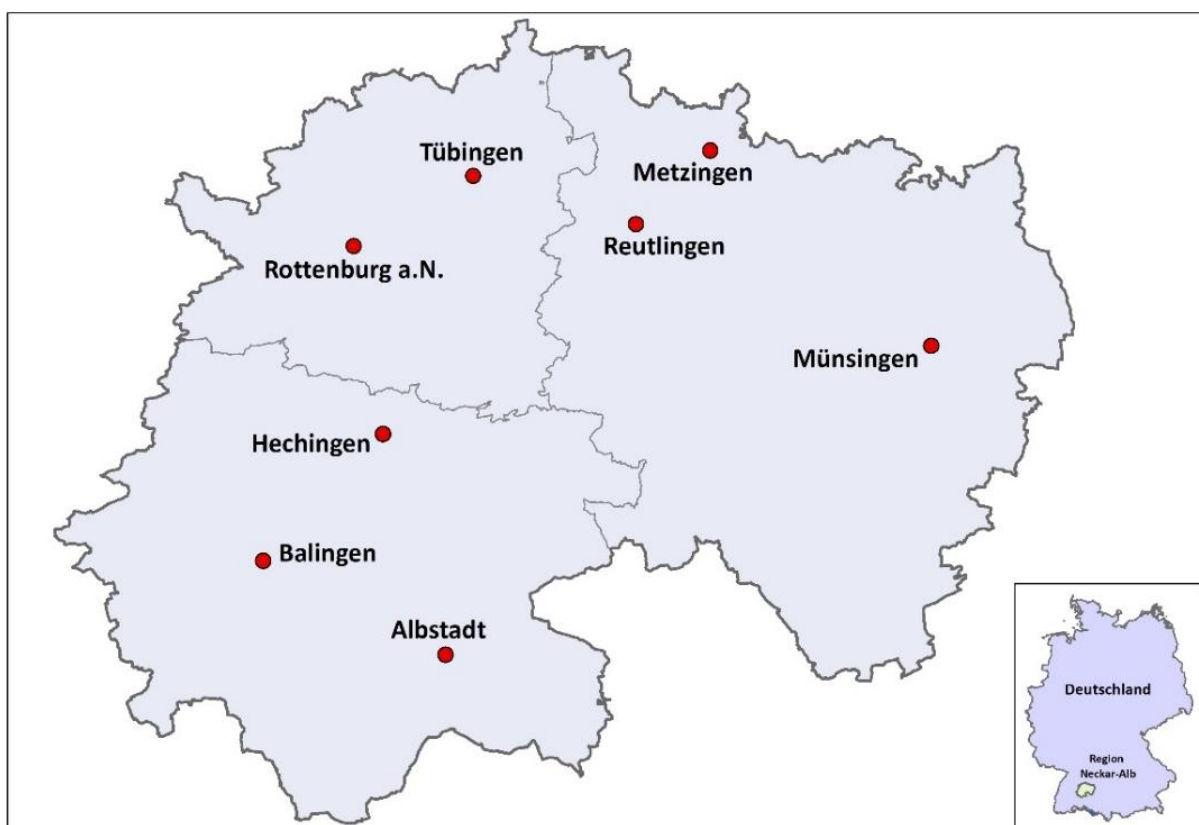 Tübingen
Metzingen
Reutlingen
Rottenburg a.N.
Münsingen
Hechingen
Balingen
Albstadt
Deutschland
Region
Neckar-Alb